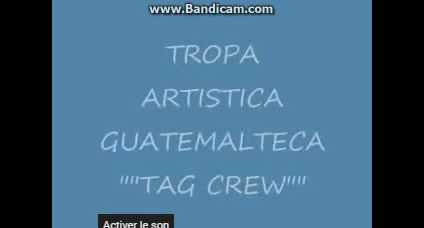 www.Bandicam.com
TROPA
ARTISTICA
GUATEMALTECA
""TAG CREW""
Activer le son